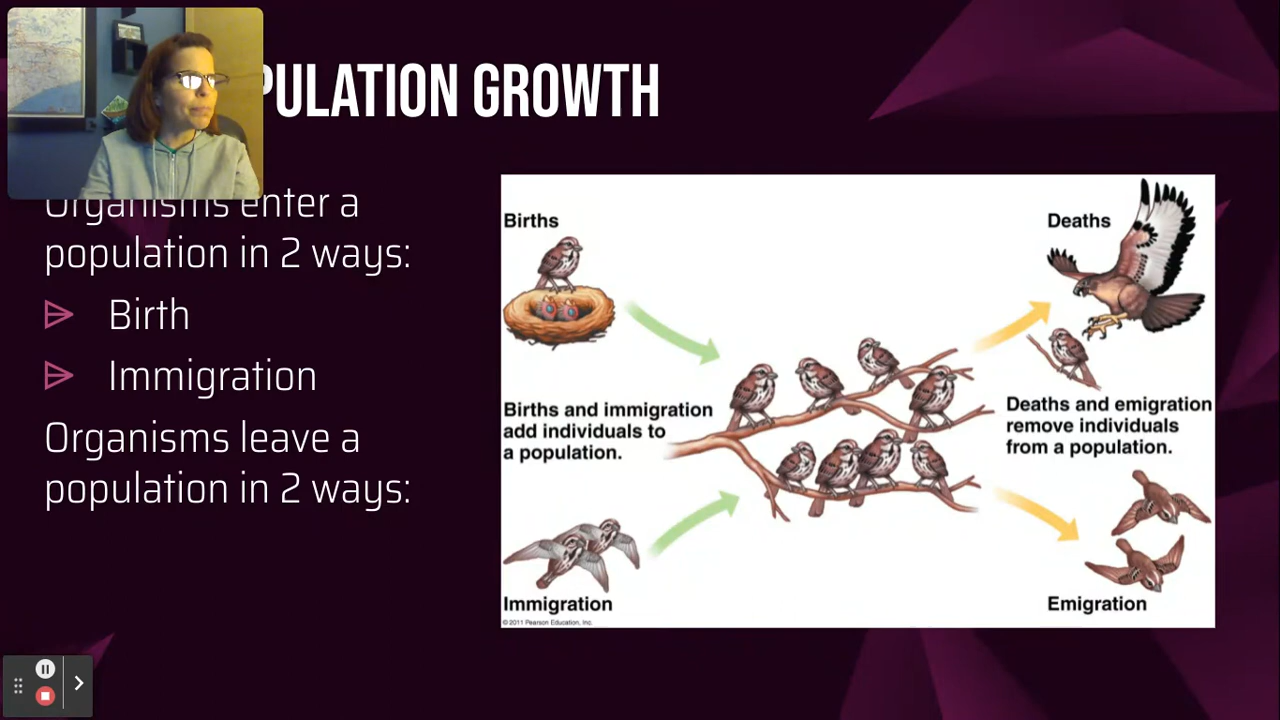 PULATION GROWTH
Organisms enter a
population in 2 ways:
Birth
Immigration
Organisms leave a
population in 2 ways:
Births
Births and immigration
add individuals to
a population.
Immigration
© 2011 Pearson Education, Inc.
Deaths
Deaths and emigration
remove individuals
from a population.
Emigration